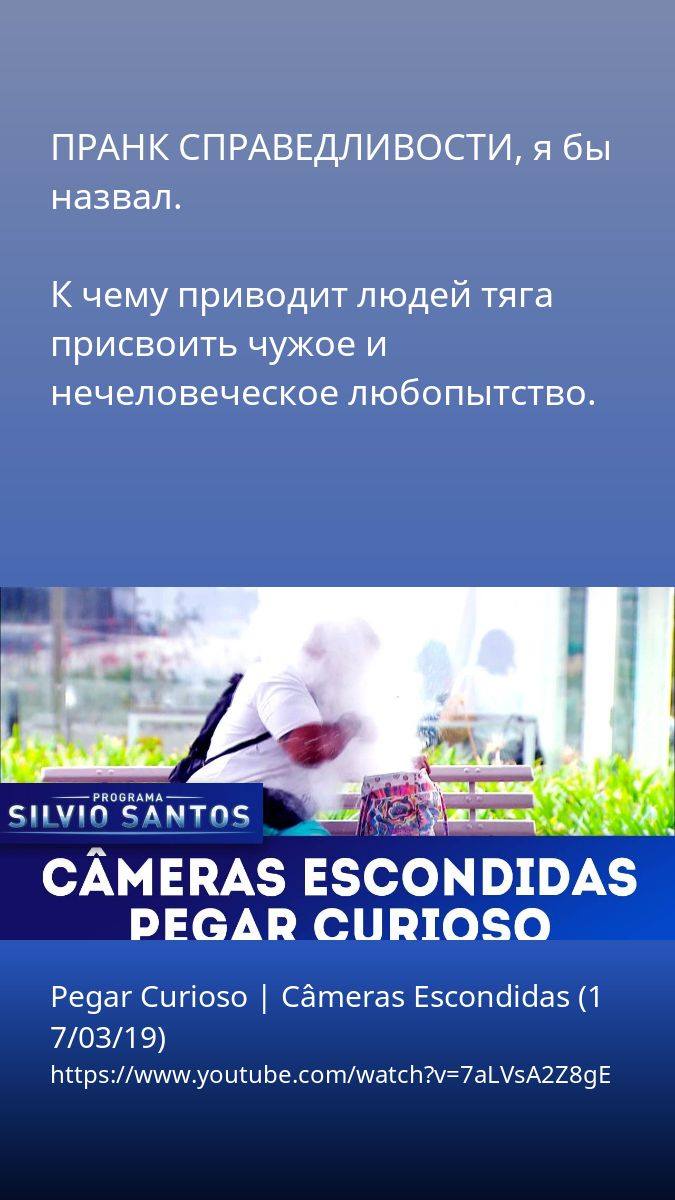 ПРАНК СПРАВЕДЛИВОСТИ, я бы
назвал.
К чему приводит людей тяга
присвоить чужое и
нечеловеческое любопытство.
PROGRAMA
SILVIO SANTOS
CÂMERAS ESCONDIDAS
PEGAR CURIOSO
Pegar Curioso | Câmeras Escondidas (1
7/03/19)
https://www.youtube.com/watch?v=7aLVsA2Z8gE